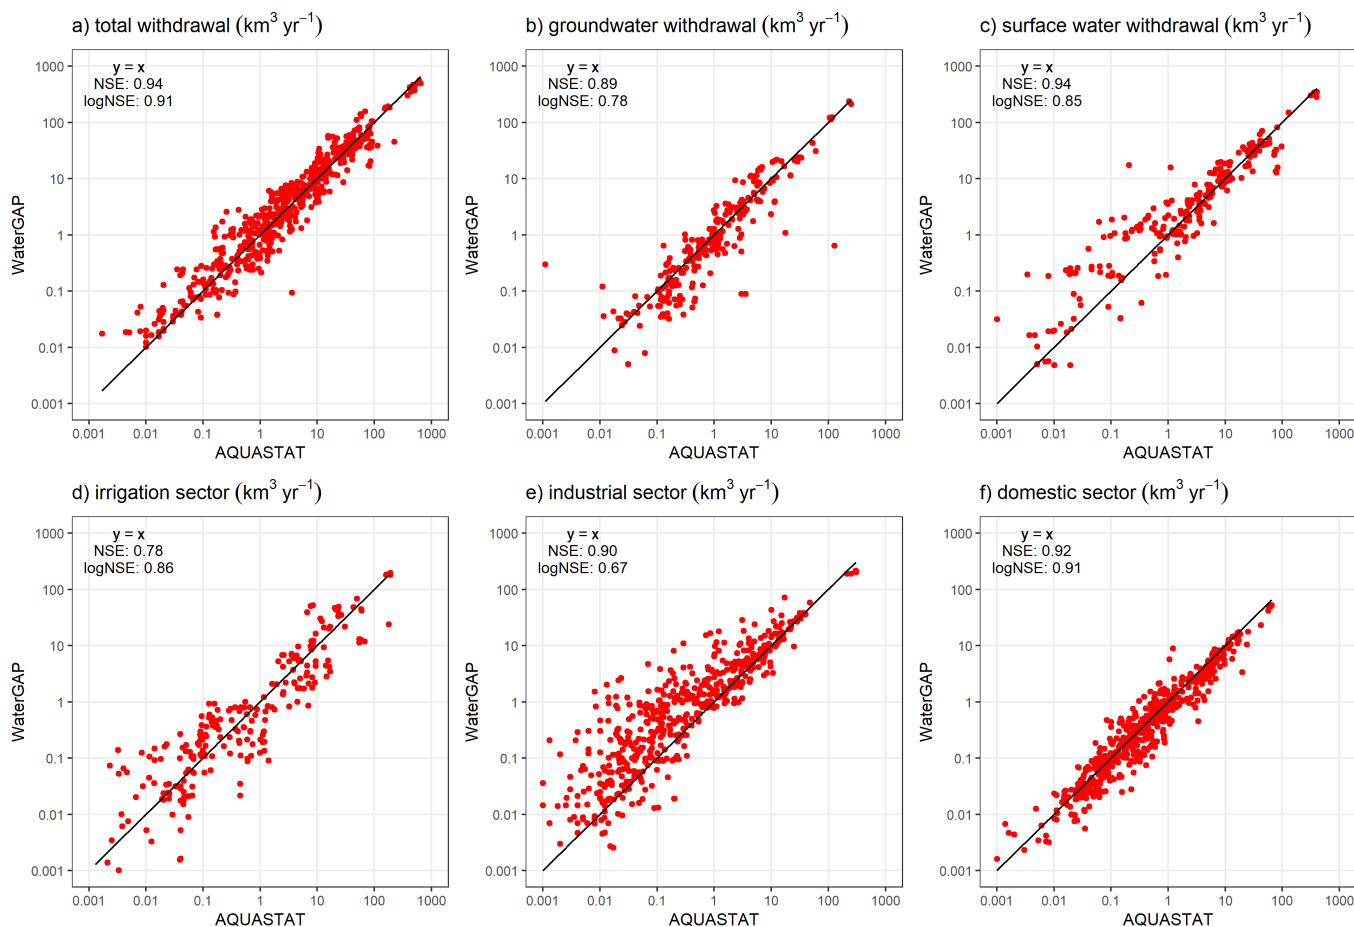 a) total withdrawal (km³ yr⁻¹)
y = x
NSE: 0.94
logNSE: 0.91
1000
100
10
1
0.1
0.01
0.001
WaterGAP
0.001 0.01 0.1 1 10 100 1000
AQUASTAT
b) groundwater withdrawal (km³ yr⁻¹)
y = x
NSE: 0.89
logNSE: 0.78
1000
100
10
1
0.1
0.01
0.001
WaterGAP
0.001 0.01 0.1 1 10 100 1000
AQUASTAT
c) surface water withdrawal (km³ yr⁻¹)
y = x
NSE: 0.94
logNSE: 0.85
1000
100
10
1
0.1
0.01
0.001
WaterGAP
0.001 0.01 0.1 1 10 100 1000
AQUASTAT
d) irrigation sector (km³ yr⁻¹)
y = x
NSE: 0.78
logNSE: 0.86
1000
100
10
1
0.1
0.01
0.001
WaterGAP
0.001 0.01 0.1 1 10 100 1000
AQUASTAT
e) industrial sector (km³ yr⁻¹)
y = x
NSE: 0.90
logNSE: 0.67
1000
100
10
1
0.1
0.01
0.001
WaterGAP
0.001 0.01 0.1 1 10 100 1000
AQUASTAT
f) domestic sector (km³ yr⁻¹)
y = x
NSE: 0.92
logNSE: 0.91
1000
100
10
1
0.1
0.01
0.001
WaterGAP
0.001 0.01 0.1 1 10 100 1000
AQUASTAT